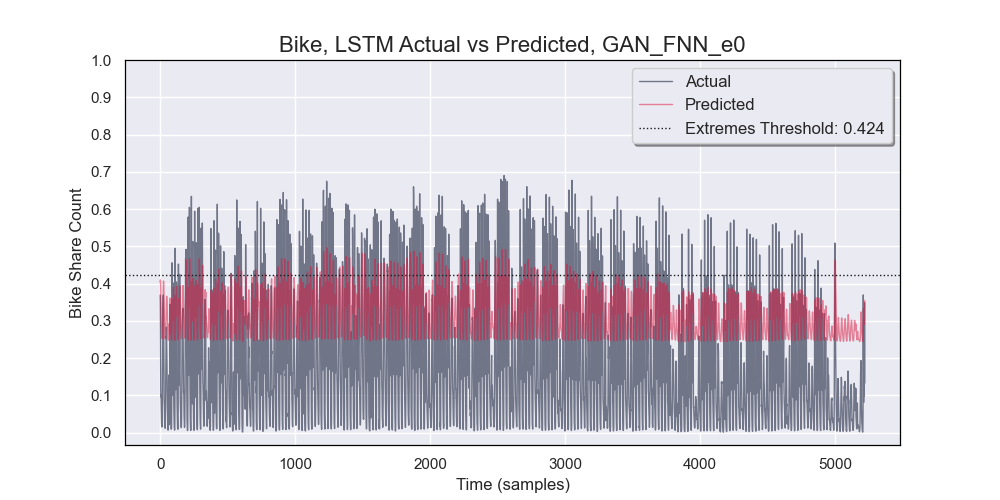 Bike, LSTM Actual vs Predicted, GAN_FNN_e0
Actual
Predicted
Extremes Threshold: 0.424
Bike Share Count
1.0
0.9
0.8
0.7
0.6
0.5
0.4
0.3
0.2
0.1
0.0
0 1000 2000 3000 4000 5000
Time (samples)